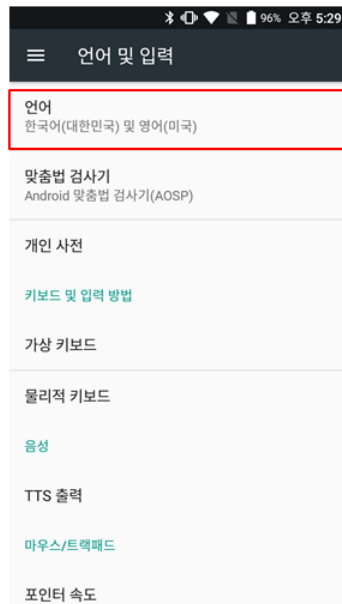 96% 오후 5:29
언어 및 입력
언어
한국어(대한민국) 및 영어(미국)
맞춤법 검사기
Android 맞춤법 검사기(AOSP)
개인 사전
키보드 및 입력 방법
가상 키보드
물리적 키보드
음성
TTS 출력
마우스/트랙패드
포인터 속도